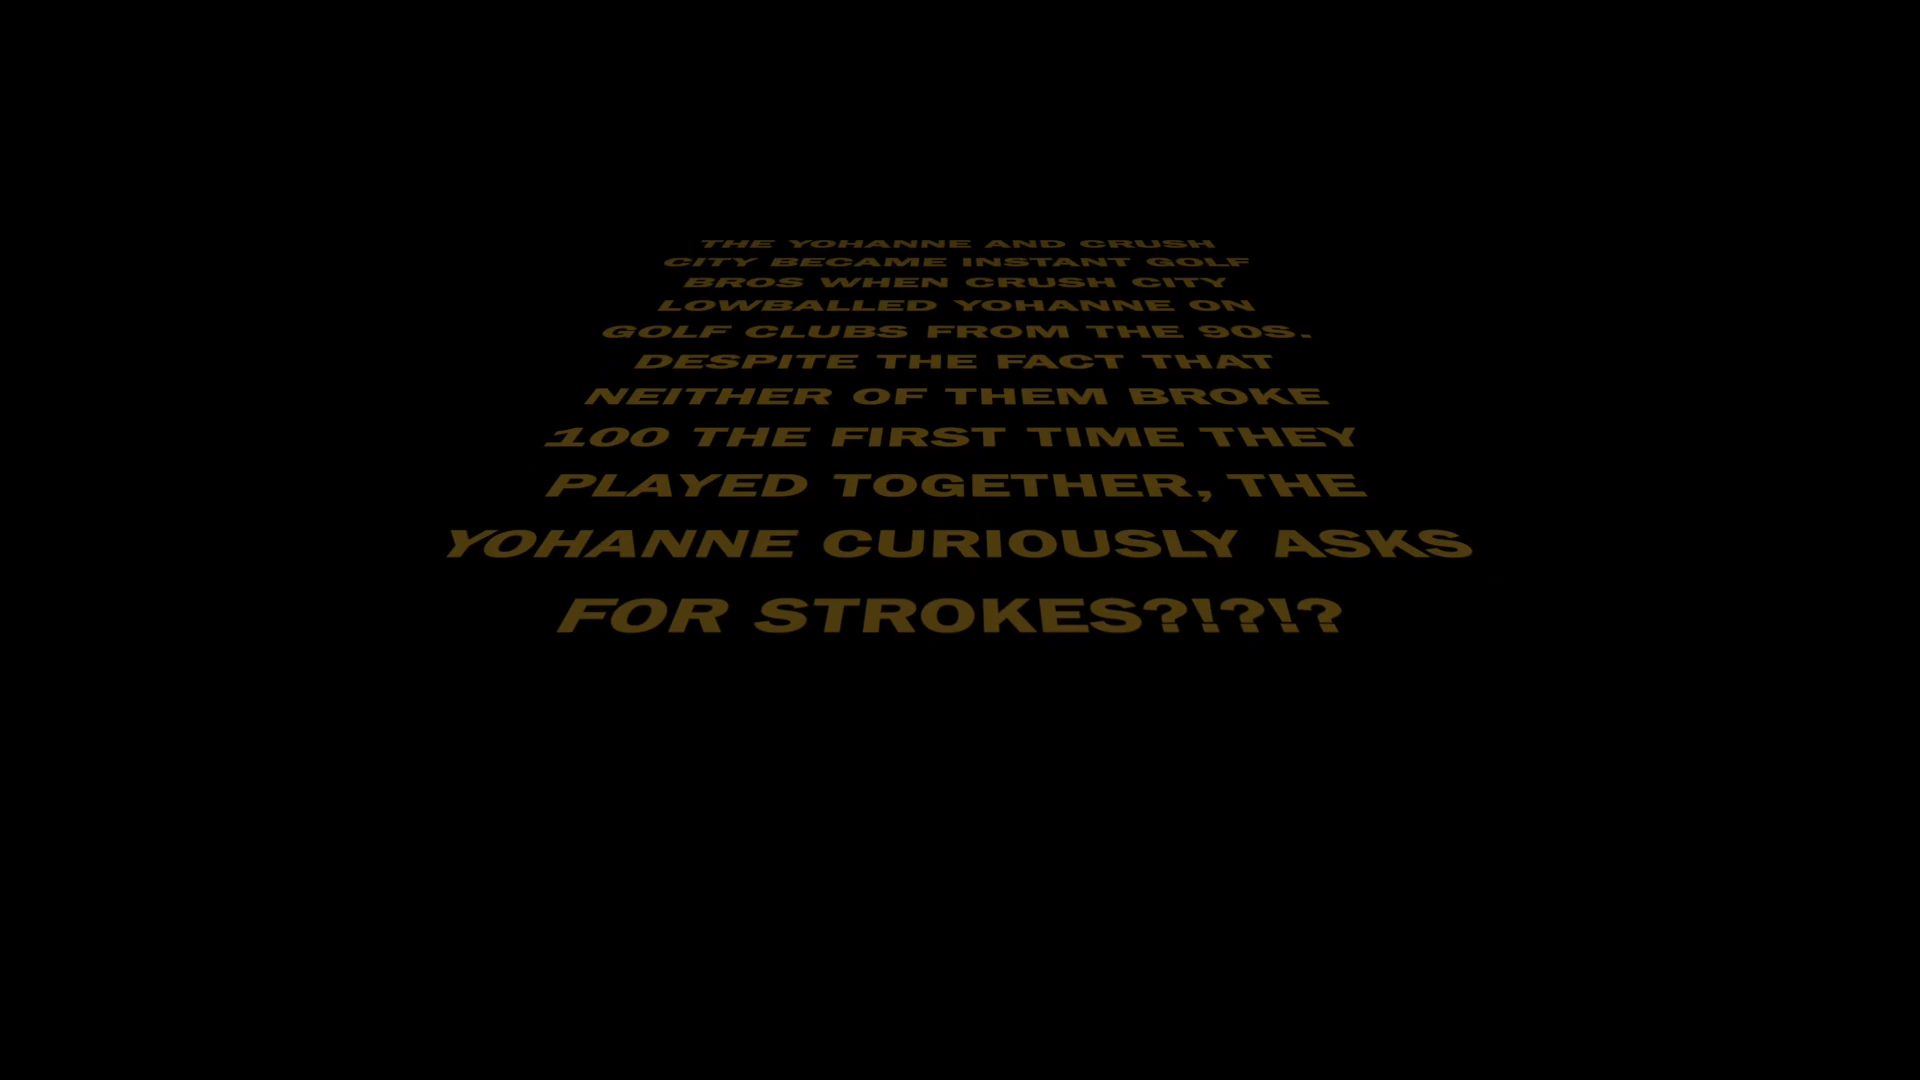 THE YOHANNE AND CRUSH
CITY BECAME INSTANT GOLF
BROS WHEN CRUSH CITY
LOWBALLED YOHANNE ON
GOLF CLUBS FROM THE 90S.
DESPITE THE FACT THAT
NEITHER OF THEM BROKE
100 THE FIRST TIME THEY
PLAYED TOGETHER, THE
YOHANNE CURIOUSLY ASKS
FOR STROKES?!?!?